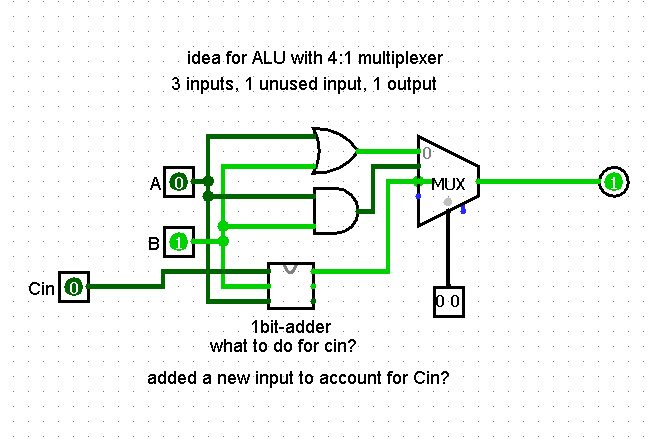 idea for ALU with 4:1 multiplexer
3 inputs, 1 unused input, 1 output
A 0
0
MUX
1
B 1
Cin 0
0 0
1bit-adder
what to do for cin?
added a new input to account for Cin?